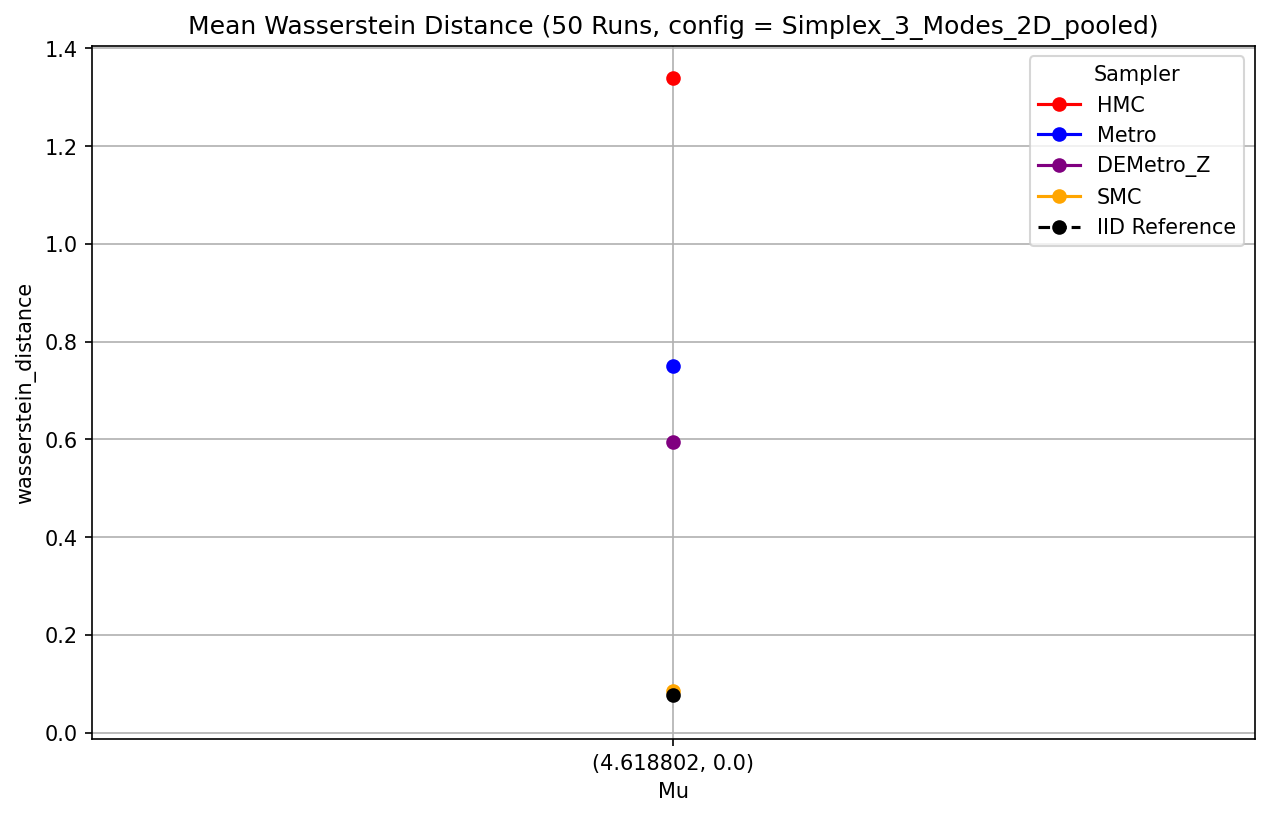 Mean Wasserstein Distance (50 Runs, config = Simplex_3_Modes_2D_pooled)
wasserstein_distance
1.4
1.2
1.0
0.8
0.6
0.4
0.2
0.0
Sampler
HMC
Metro
DEMetro_Z
SMC
IID Reference
(4.618802, 0.0)
Mu